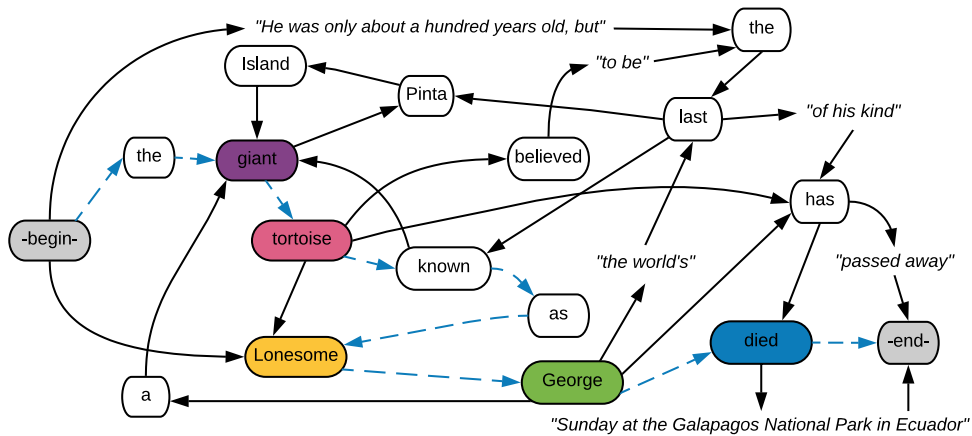 "He was only about a hundred years old, but"
the
Island
"to be"
Pinta
last
"of his kind"
the
giant
believed
has
-begin-
tortoise
known
"the world's"
"passed away"
as
Lonesome
died
-end-
a
George
"Sunday at the Galapagos National Park in Ecuador"